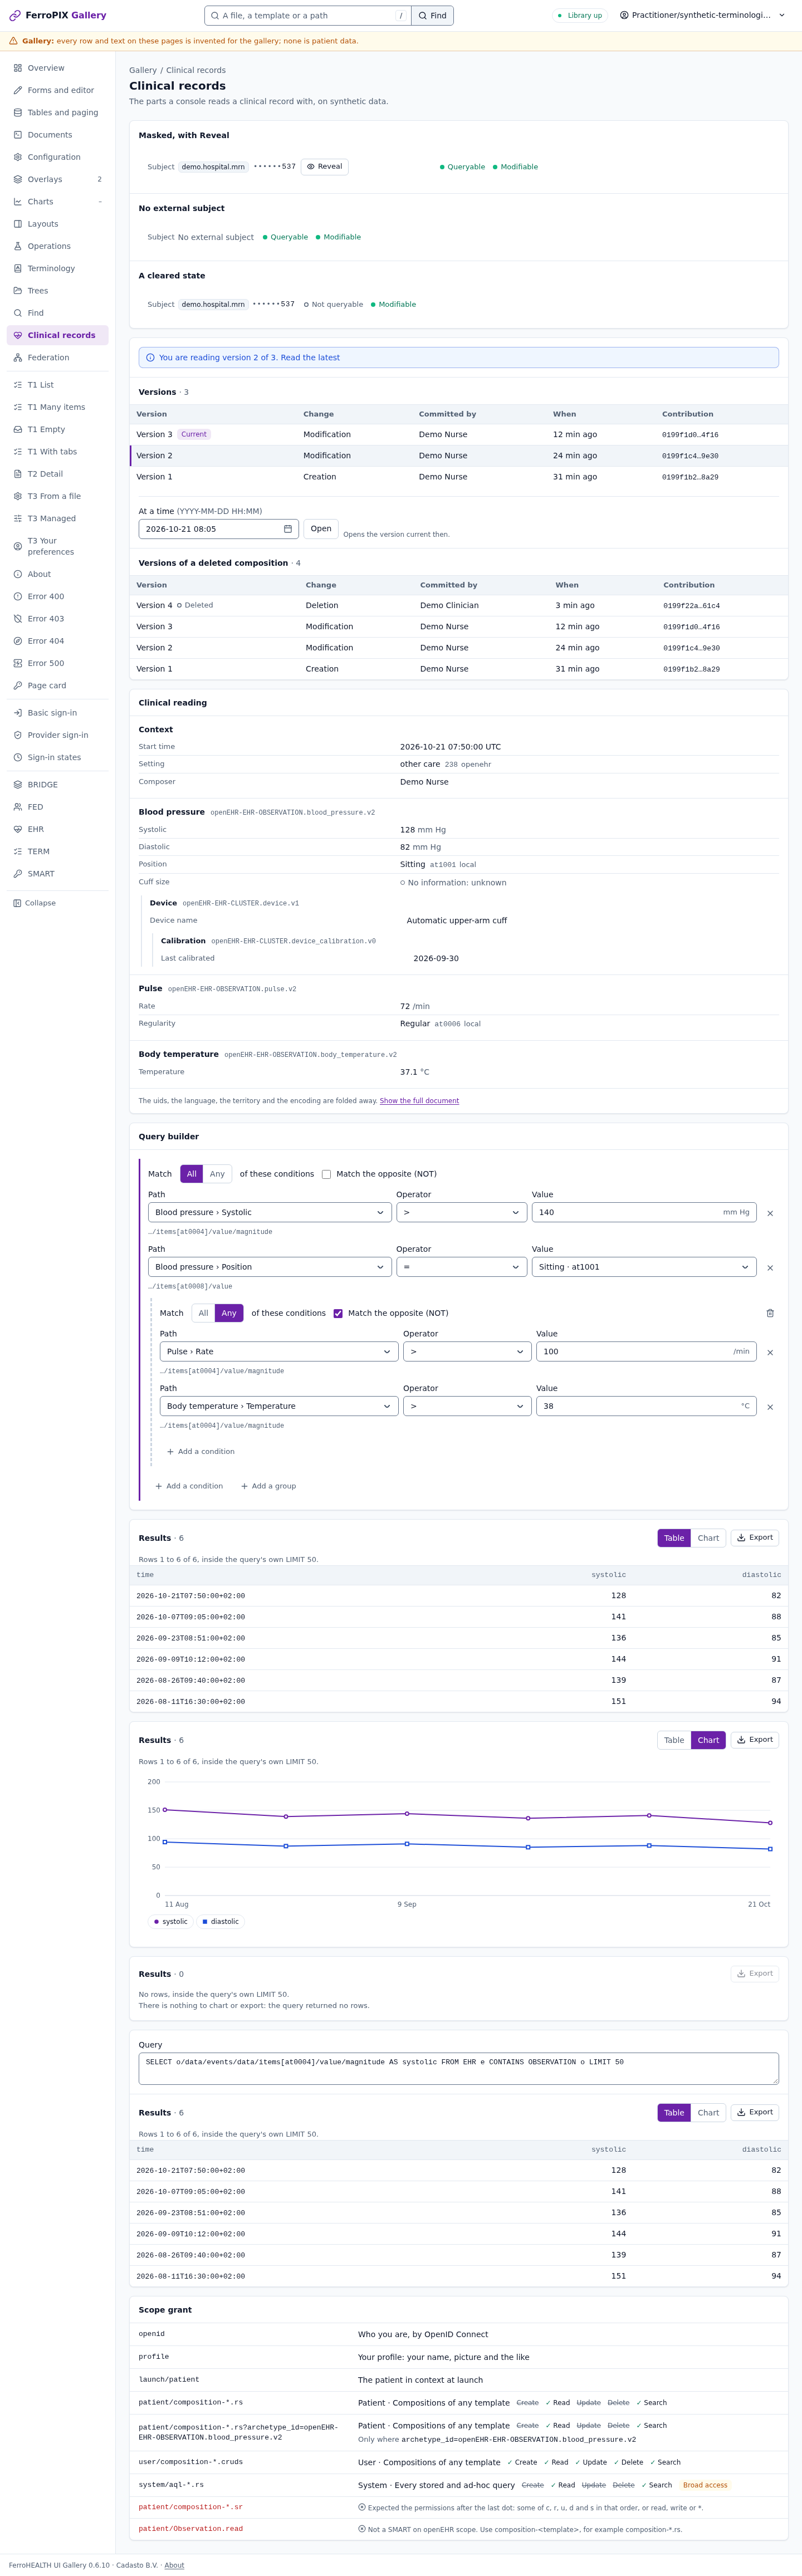 FerroPIX Gallery
A file, a template or a path
/
Find
Library up
Practitioner/synthetic-terminologi...
Gallery: every row and text on these pages is invented for the gallery; none is patient data.
Overview
Forms and editor
Tables and paging
Documents
Configuration
Overlays 2
Charts –
Layouts
Operations
Terminology
Trees
Find
Clinical records
Federation
T1 List
T1 Many items
T1 Empty
T1 With tabs
T2 Detail
T3 From a file
T3 Managed
T3 Your
preferences
About
Error 400
Error 403
Error 404
Error 500
Page card
Basic sign-in
Provider sign-in
Sign-in states
BRIDGE
FED
EHR
TERM
SMART
Collapse
Gallery / Clinical records
Clinical records
The parts a console reads a clinical record with, on synthetic data.
Masked, with Reveal
Subject demo.hospital.mrn ••••••537 Reveal Queryable Modifiable
No external subject
Subject No external subject Queryable Modifiable
A cleared state
Subject demo.hospital.mrn ••••••537 Not queryable Modifiable
You are reading version 2 of 3. Read the latest
Versions · 3
Version Change Committed by When Contribution
Version 3 Current Modification Demo Nurse 12 min ago 0199f1d0…4f16
Version 2 Modification Demo Nurse 24 min ago 0199f1c4…9e30
Version 1 Creation Demo Nurse 31 min ago 0199f1b2…8a29
At a time (YYYY-MM-DD HH:MM)
2026-10-21 08:05 Open Opens the version current then.
Versions of a deleted composition · 4
Version Change Committed by When Contribution
Version 4 Deleted Deletion Demo Clinician 3 min ago 0199f22a…61c4
Version 3 Modification Demo Nurse 12 min ago 0199f1d0…4f16
Version 2 Modification Demo Nurse 24 min ago 0199f1c4…9e30
Version 1 Creation Demo Nurse 31 min ago 0199f1b2…8a29
Clinical reading
Context
Start time 2026-10-21 07:50:00 UTC
Setting other care 238 openehr
Composer Demo Nurse
Blood pressure openEHR-EHR-OBSERVATION.blood_pressure.v2
Systolic 128 mm Hg
Diastolic 82 mm Hg
Position Sitting at1001 local
Cuff size No information: unknown
Device openEHR-EHR-CLUSTER.device.v1
Device name Automatic upper-arm cuff
Calibration openEHR-EHR-CLUSTER.device_calibration.v0
Last calibrated 2026-09-30
Pulse openEHR-EHR-OBSERVATION.pulse.v2
Rate 72 /min
Regularity Regular at0006 local
Body temperature openEHR-EHR-OBSERVATION.body_temperature.v2
Temperature 37.1 °C
The uids, the language, the territory and the encoding are folded away. Show the full document
Query builder
Match All Any of these conditions Match the opposite (NOT)
Path Operator Value
Blood pressure › Systolic > 140 mm Hg
…/items[at0004]/value/magnitude
Path Operator Value
Blood pressure › Position = Sitting · at1001
…/items[at0008]/value
Match All Any of these conditions Match the opposite (NOT)
Path Operator Value
Pulse › Rate > 100 /min
…/items[at0004]/value/magnitude
Path Operator Value
Body temperature › Temperature > 38 °C
…/items[at0004]/value/magnitude
Add a condition
Add a condition Add a group
Results · 6 Table Chart Export
Rows 1 to 6 of 6, inside the query's own LIMIT 50.
time systolic diastolic
2026-10-21T07:50:00+02:00 128 82
2026-10-07T09:05:00+02:00 141 88
2026-09-23T08:51:00+02:00 136 85
2026-09-09T10:12:00+02:00 144 91
2026-08-26T09:40:00+02:00 139 87
2026-08-11T16:30:00+02:00 151 94
Results · 6 Table Chart Export
Rows 1 to 6 of 6, inside the query's own LIMIT 50.
200
150
100
50
0
11 Aug 9 Sep 21 Oct
systolic diastolic
Results · 0 Export
No rows, inside the query's own LIMIT 50.
There is nothing to chart or export: the query returned no rows.
Query
SELECT o/data/events/data/items[at0004]/value/magnitude AS systolic FROM EHR e CONTAINS OBSERVATION o LIMIT 50
Results · 6 Table Chart Export
Rows 1 to 6 of 6, inside the query's own LIMIT 50.
time systolic diastolic
2026-10-21T07:50:00+02:00 128 82
2026-10-07T09:05:00+02:00 141 88
2026-09-23T08:51:00+02:00 136 85
2026-09-09T10:12:00+02:00 144 91
2026-08-26T09:40:00+02:00 139 87
2026-08-11T16:30:00+02:00 151 94
Scope grant
openid Who you are, by OpenID Connect
profile Your profile: your name, picture and the like
launch/patient The patient in context at launch
patient/composition-*.rs Patient · Compositions of any template Create ✓ Read Update Delete ✓ Search
patient/composition-*.rs?archetype_id=openEHR- Patient · Compositions of any template Create ✓ Read Update Delete ✓ Search
EHR-OBSERVATION.blood_pressure.v2 Only where archetype_id=openEHR-EHR-OBSERVATION.blood_pressure.v2
user/composition-*.cruds User · Compositions of any template ✓ Create ✓ Read ✓ Update ✓ Delete ✓ Search
system/aql-*.rs System · Every stored and ad-hoc query Create ✓ Read Update Delete ✓ Search Broad access
patient/composition-*.sr Expected the permissions after the last dot: some of c, r, u, d and s in that order, or read, write or *.
patient/Observation.read Not a SMART on openEHR scope. Use composition-<template>, for example composition-*.rs.
FerroHEALTH UI Gallery 0.6.10 · Cadasto B.V. · About